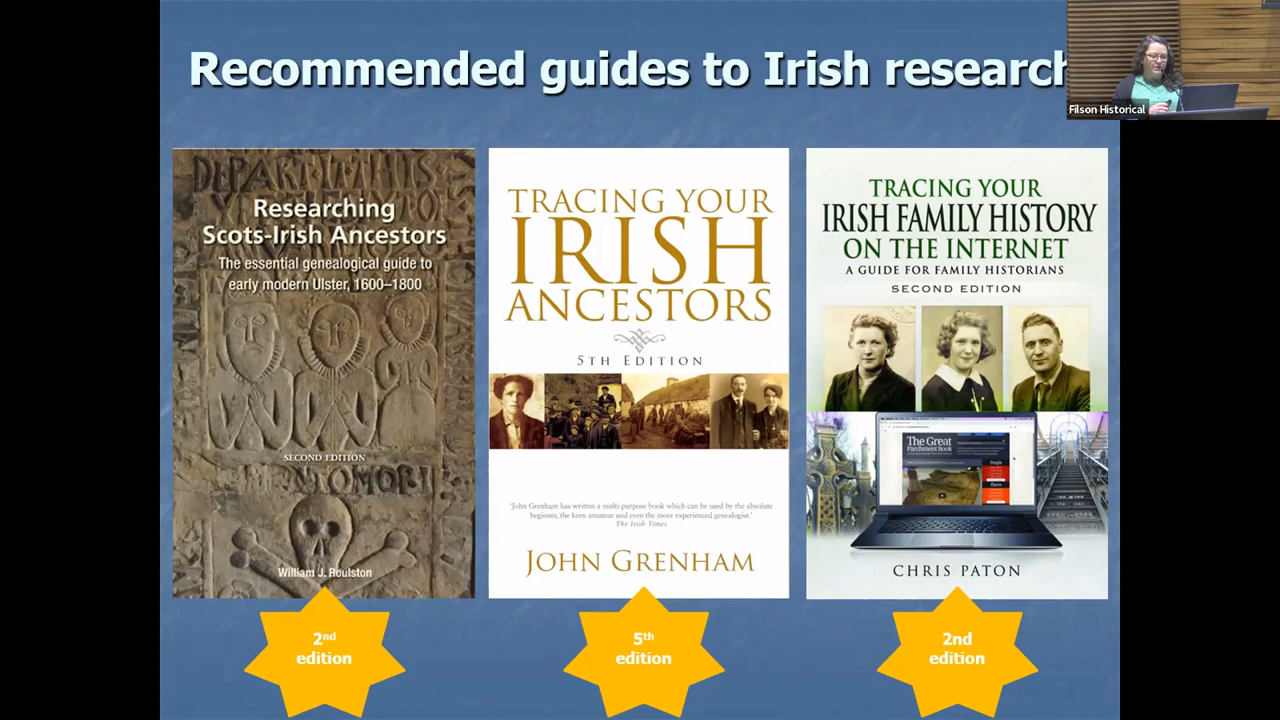 Recommended guides to Irish research
Filson Historical
DEPARTIT THIS
Researching
Scots-Irish Ancestors
The essential genealogical guide to
early modern Ulster, 1600–1800
SECOND EDITION
TOMORI
William J. Roulston
TRACING YOUR
IRISH
ANCESTORS
5TH EDITION
'John Grenham has written a multi-purpose book which can be used by the absolute
beginner, the keen amateur and even the more experienced genealogist.'
The Irish Times
JOHN GRENHAM
TRACING YOUR
IRISH FAMILY HISTORY
ON THE INTERNET
A GUIDE FOR FAMILY HISTORIANS
SECOND EDITION
The Great
Parchment Book
People
Places
CHRIS PATON
2nd
edition
5th
edition
2nd
edition